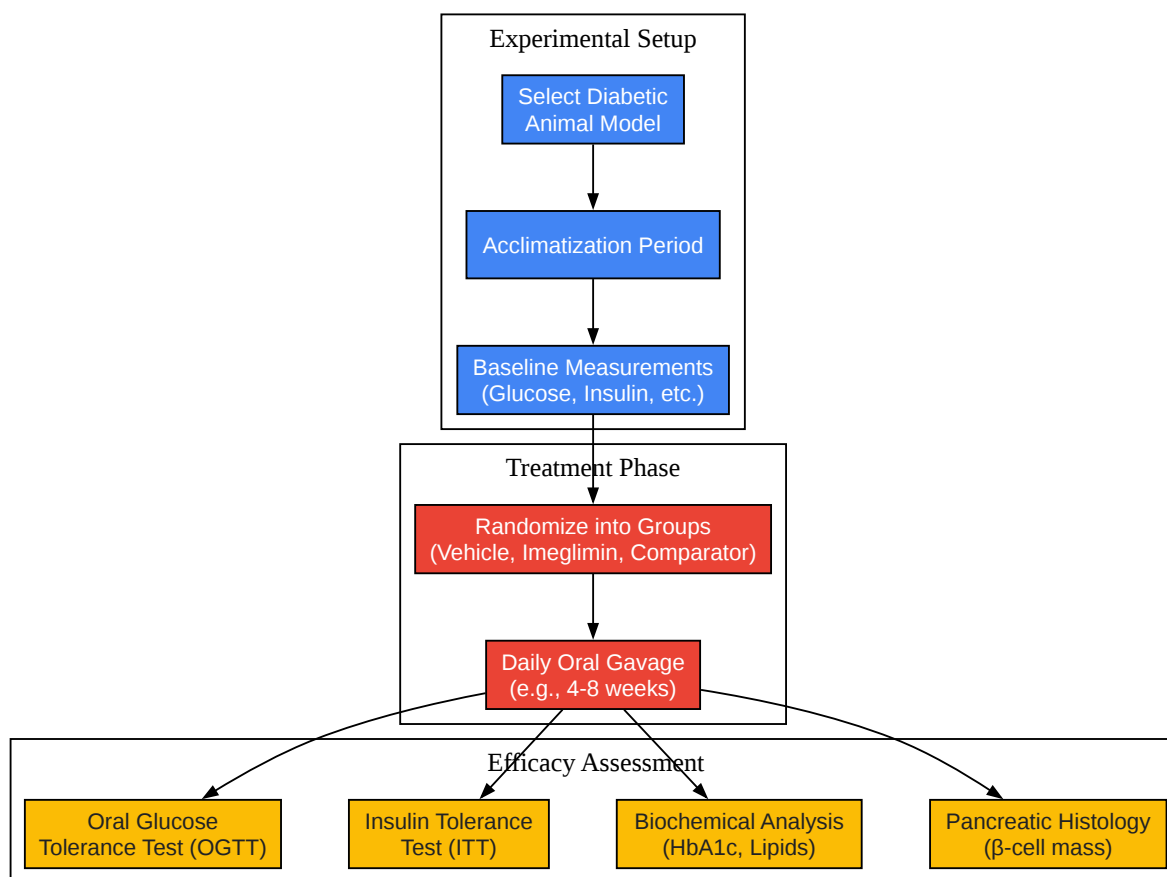 Experimental Setup
Select Diabetic
Animal Model
Acclimatization Period
Baseline Measurements
(Glucose, Insulin, etc.)
Treatment Phase
Randomize into Groups
(Vehicle, Imeglimin, Comparator)
Daily Oral Gavage
(e.g., 4-8 weeks)
Efficacy Assessment
Oral Glucose
Tolerance Test (OGTT)
Insulin Tolerance
Test (ITT)
Biochemical Analysis
(HbA1c, Lipids)
Pancreatic Histology
(β-cell mass)